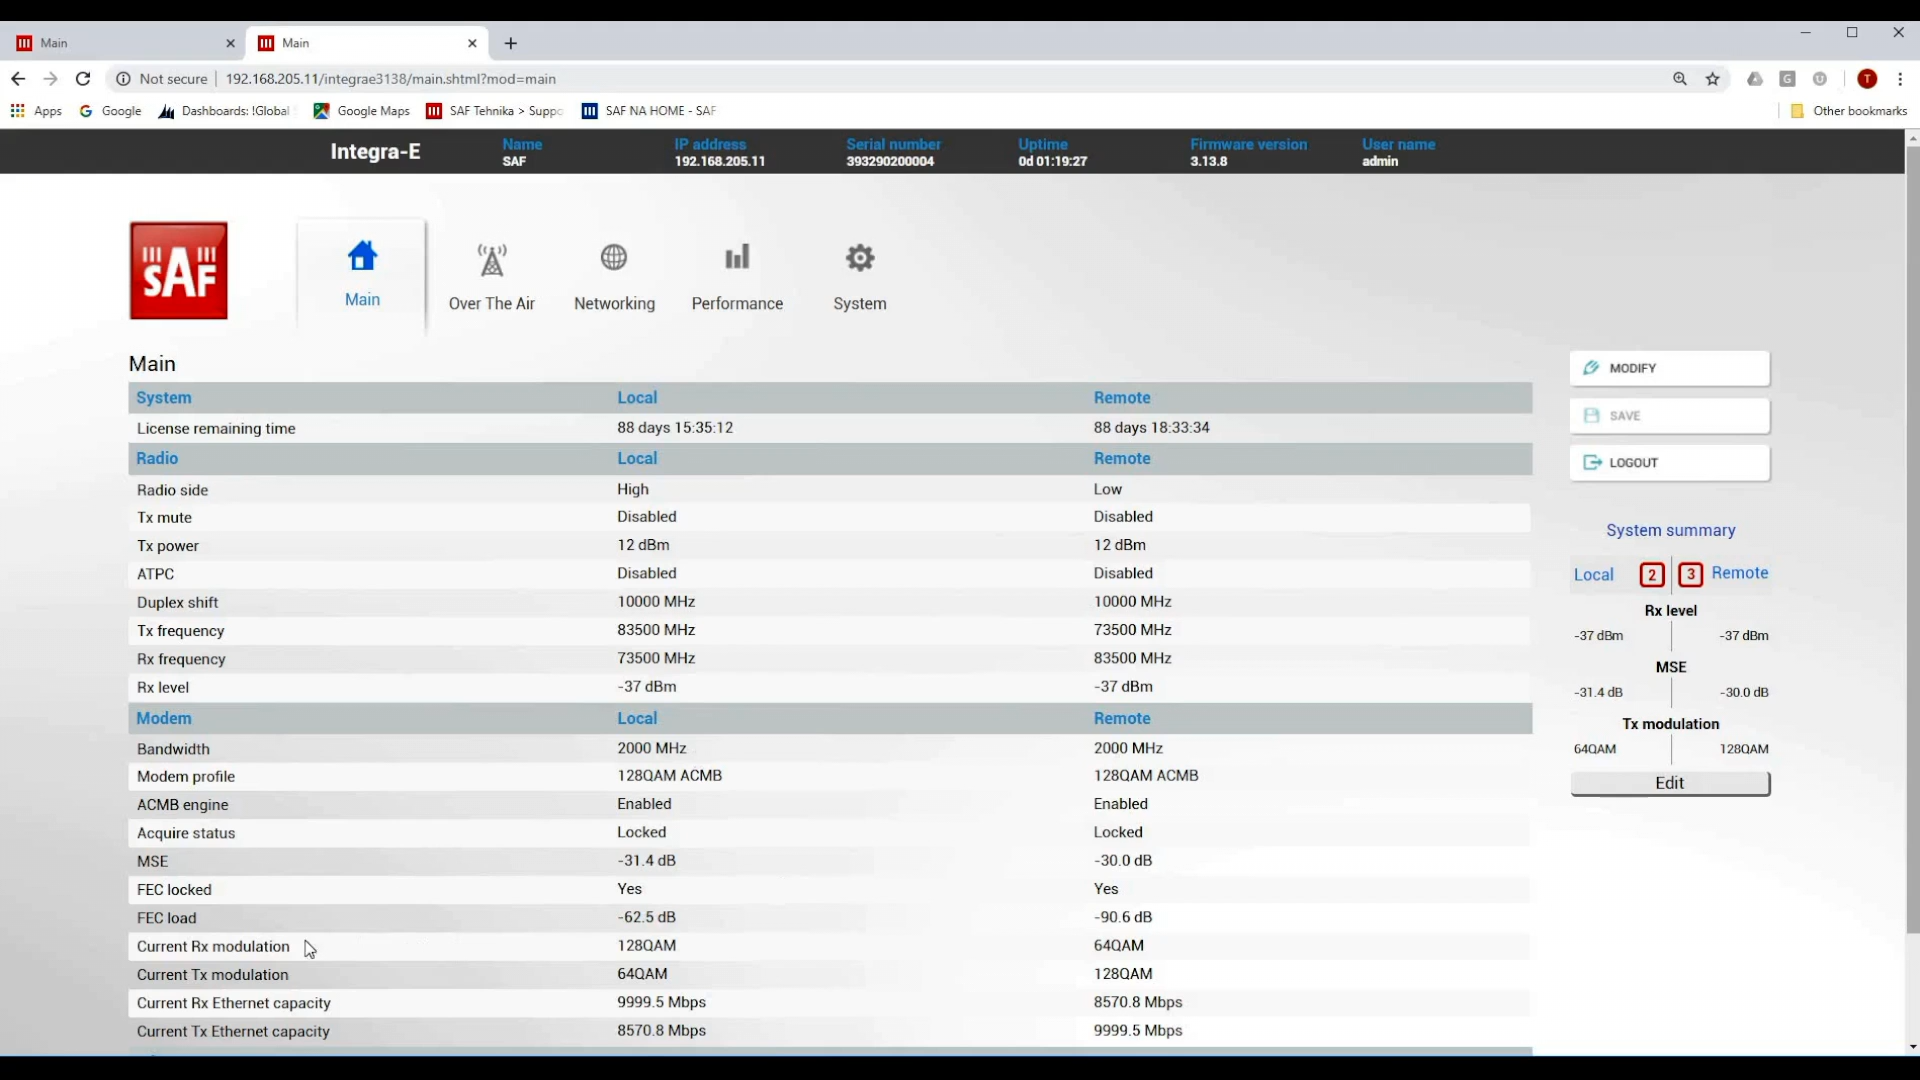 Main
Main
Not secure 192.168.205.11/integrae3138/main.shtml?mod=main
G
T
Apps Google Dashboards: !Global Google Maps SAF Tehnika > Suppo SAF NA HOME - SAF Other bookmarks
Integra-E
Name IP address Serial number Uptime Firmware version User name
SAF 192.168.205.11 393290200004 0d 01:19:27 3.13.8 admin
SAF
Main Over The Air Networking Performance System
Main
System Local Remote
License remaining time 88 days 15:35:12 88 days 18:33:34
Radio Local Remote
Radio side High Low
Tx mute Disabled Disabled
Tx power 12 dBm 12 dBm
ATPC Disabled Disabled
Duplex shift 10000 MHz 10000 MHz
Tx frequency 83500 MHz 73500 MHz
Rx frequency 73500 MHz 83500 MHz
Rx level -37 dBm -37 dBm
Modem Local Remote
Bandwidth 2000 MHz 2000 MHz
Modem profile 128QAM ACMB 128QAM ACMB
ACMB engine Enabled Enabled
Acquire status Locked Locked
MSE -31.4 dB -30.0 dB
FEC locked Yes Yes
FEC load -62.5 dB -90.6 dB
Current Rx modulation 128QAM 64QAM
Current Tx modulation 64QAM 128QAM
Current Rx Ethernet capacity 9999.5 Mbps 8570.8 Mbps
Current Tx Ethernet capacity 8570.8 Mbps 9999.5 Mbps
MODIFY
SAVE
LOGOUT
System summary
Local 2 3 Remote
Rx level
-37 dBm -37 dBm
MSE
-31.4 dB -30.0 dB
Tx modulation
64QAM 128QAM
Edit